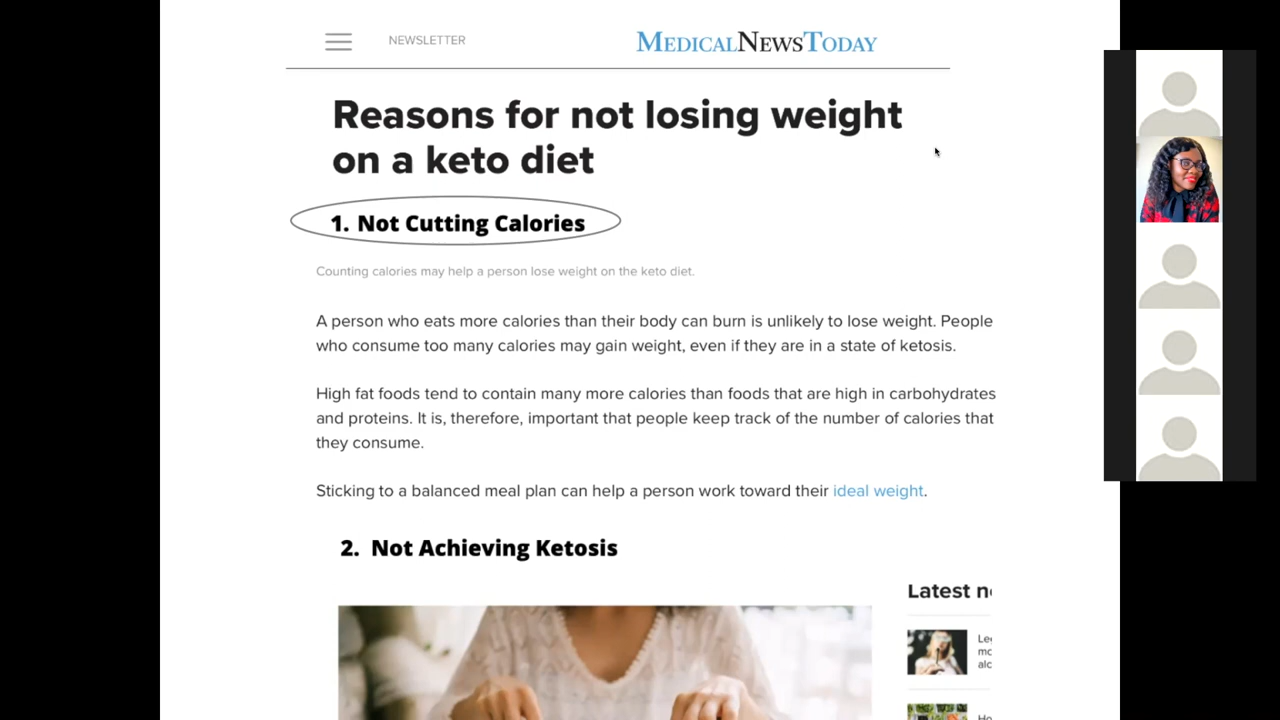 NEWSLETTER
MEDICALNEWSTODAY
Reasons for not losing weight
on a keto diet
1. Not Cutting Calories
Counting calories may help a person lose weight on the keto diet.
A person who eats more calories than their body can burn is unlikely to lose weight. People
who consume too many calories may gain weight, even if they are in a state of ketosis.
High fat foods tend to contain many more calories than foods that are high in carbohydrates
and proteins. It is, therefore, important that people keep track of the number of calories that
they consume.
Sticking to a balanced meal plan can help a person work toward their ideal weight.
2. Not Achieving Ketosis
Latest n